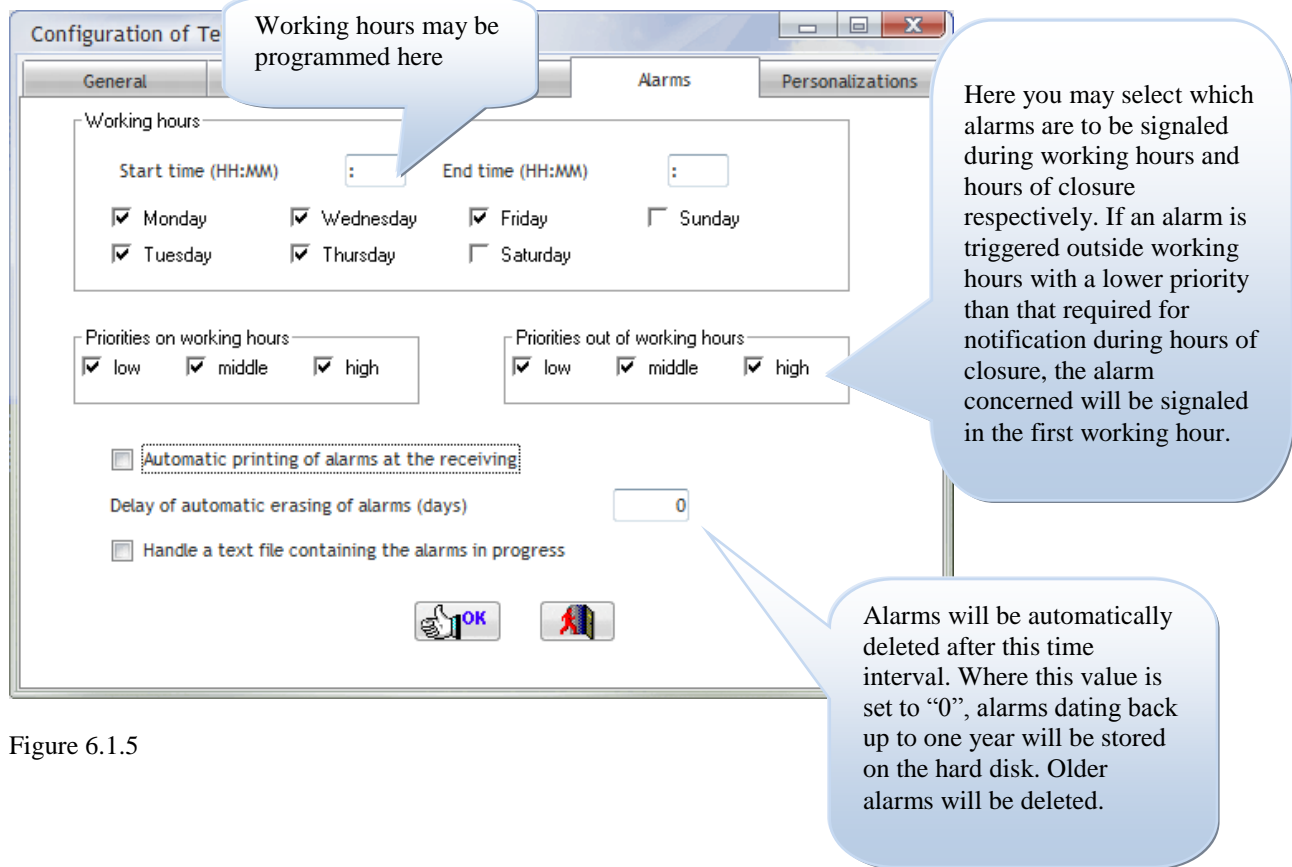 Working hours may be
programmed here
Configuration of Te
General
Alarms
Personalizations
Here you may select which
alarms are to be signaled
during working hours and
hours of closure
respectively. If an alarm is
triggered outside working
hours with a lower priority
than that required for
notification during hours of
closure, the alarm
concerned will be signaled
in the first working hour.
Working hours
Start time (HH:MM) : End time (HH:MM) :
Monday Wednesday Friday Sunday
Tuesday Thursday Saturday
Priorities on working hours
low middle high
Priorities out of working hours
low middle high
Automatic printing of alarms at the receiving
Delay of automatic erasing of alarms (days) 0
Handle a text file containing the alarms in progress
OK
Alarms will be automatically
deleted after this time
interval. Where this value is
set to “0”, alarms dating back
up to one year will be stored
on the hard disk. Older
alarms will be deleted.
Figure 6.1.5